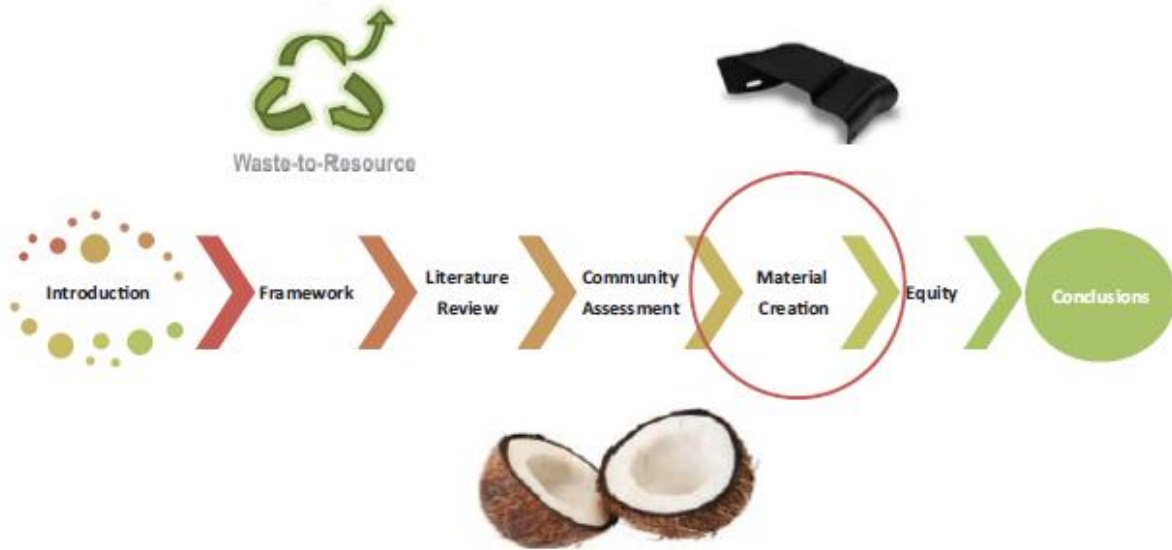 Waste-to-Resource
Introduction
Framework
Literature
Review
Community
Assessment
Material
Creation
Equity
Conclusions